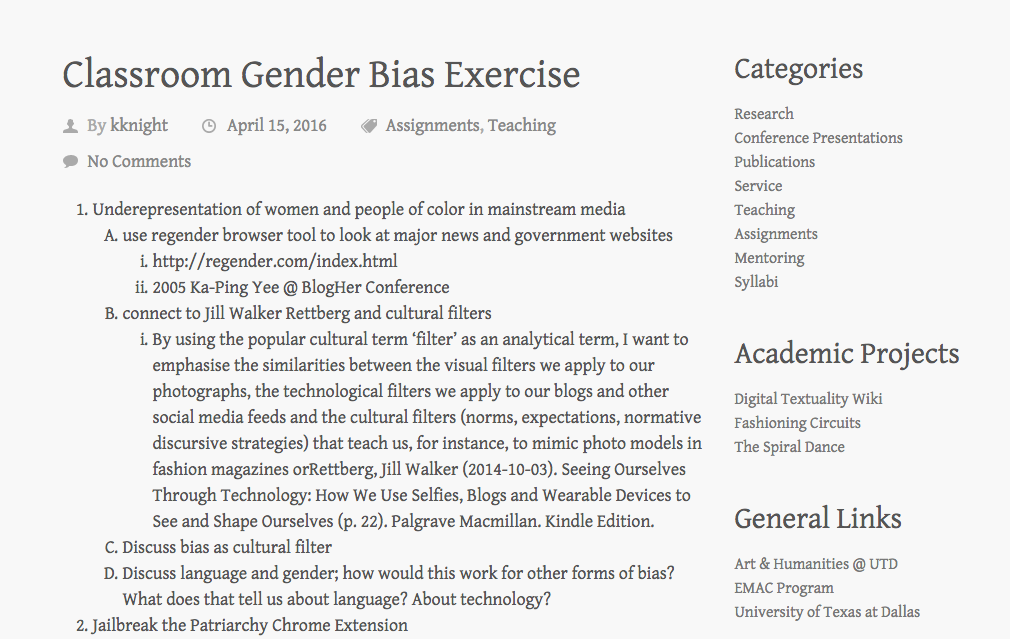 Classroom Gender Bias Exercise
By kknight April 15, 2016 Assignments, Teaching
No Comments
1. Underepresentation of women and people of color in mainstream media
A. use regender browser tool to look at major news and government websites
i. http://regender.com/index.html
ii. 2005 Ka-Ping Yee @ BlogHer Conference
B. connect to Jill Walker Rettberg and cultural filters
i. By using the popular cultural term ‘filter’ as an analytical term, I want to
emphasise the similarities between the visual filters we apply to our
photographs, the technological filters we apply to our blogs and other
social media feeds and the cultural filters (norms, expectations, normative
discursive strategies) that teach us, for instance, to mimic photo models in
fashion magazines orRettberg, Jill Walker (2014-10-03). Seeing Ourselves
Through Technology: How We Use Selfies, Blogs and Wearable Devices to
See and Shape Ourselves (p. 22). Palgrave Macmillan. Kindle Edition.
C. Discuss bias as cultural filter
D. Discuss language and gender; how would this work for other forms of bias?
What does that tell us about language? About technology?
2. Jailbreak the Patriarchy Chrome Extension
Categories
Research
Conference Presentations
Publications
Service
Teaching
Assignments
Mentoring
Syllabi
Academic Projects
Digital Textuality Wiki
Fashioning Circuits
The Spiral Dance
General Links
Art & Humanities @ UTD
EMAC Program
University of Texas at Dallas